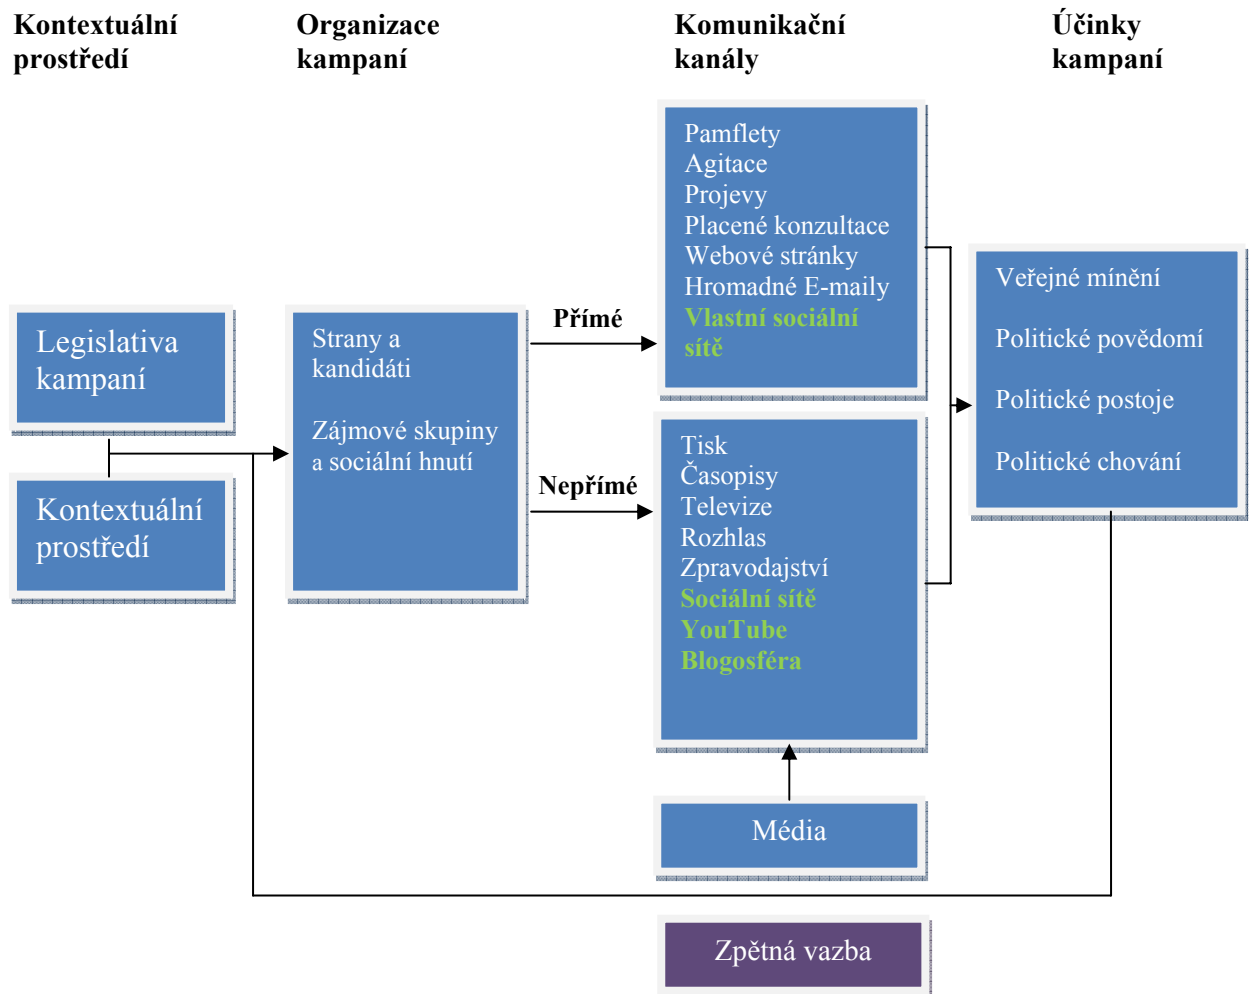 Kontextuální
prostředí
Organizace
kampaní
Komunikační
kanály
Účinky
kampaní
Legislativa
kampaní
Kontextuální
prostředí
Strany a
kandidáti
Zájmové skupiny
a sociální hnutí
Přímé
Nepřímé
Pamflety
Agitace
Projevy
Placené konzultace
Webové stránky
Hromadné E-maily
Vlastní sociální
sítě
Tisk
Časopisy
Televize
Rozhlas
Zpravodajství
Sociální sítě
YouTube
Blogosféra
Média
Veřejné mínění
Politické povědomí
Politické postoje
Politické chování
Zpětná vazba